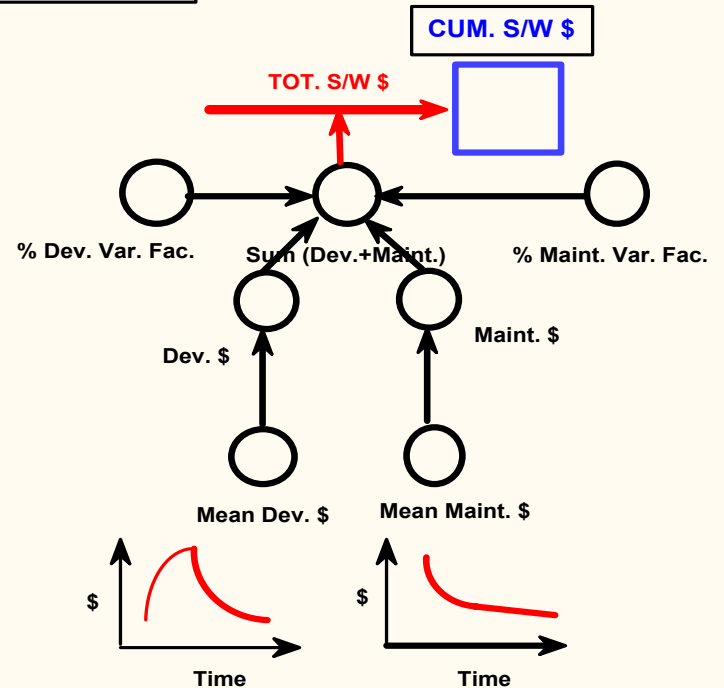 CUM. S/W $
TOT. S/W $
% Dev. Var. Fac.
Sum (Dev.+Maint.)
% Maint. Var. Fac.
Dev. $
Maint. $
Mean Dev. $
Mean Maint. $
$
$
Time
Time